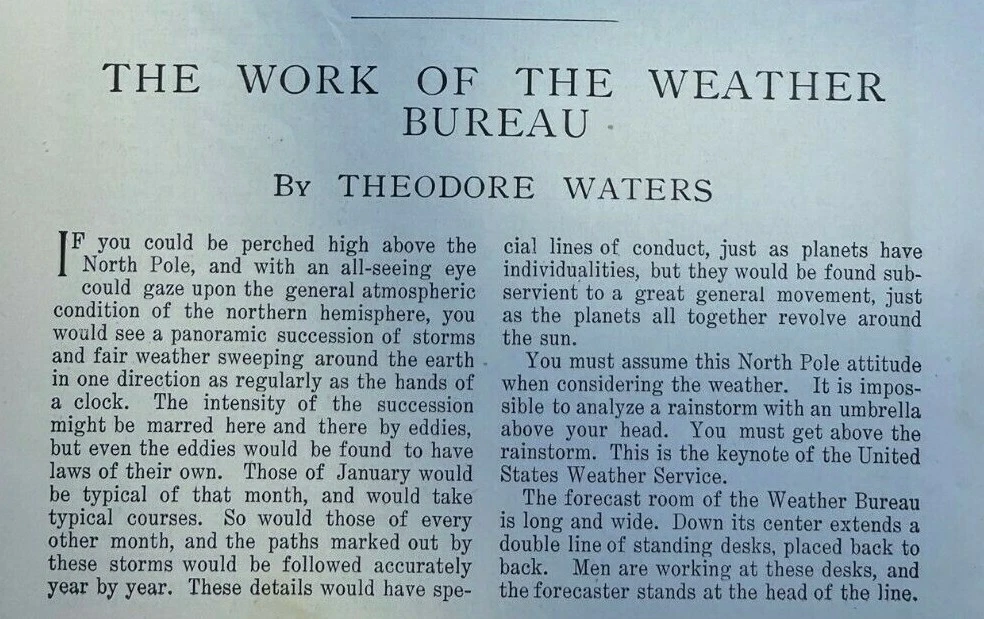 THE WORK OF THE WEATHER
BUREAU
By THEODORE WATERS
IF you could be perched high above the
North Pole, and with an all-seeing eye
could gaze upon the general atmospheric
condition of the northern hemisphere, you
would see a panoramic succession of storms
and fair weather sweeping around the earth
in one direction as regularly as the hands of
a clock. The intensity of the succession
might be marred here and there by eddies,
but even the eddies would be found to have
laws of their own. Those of January would
be typical of that month, and would take
typical courses. So would those of every
other month, and the paths marked out by
these storms would be followed accurately
year by year. These details would have spe-
cial lines of conduct, just as planets have
individualities, but they would be found sub-
servient to a great general movement, just
as the planets all together revolve around
the sun.
You must assume this North Pole attitude
when considering the weather. It is impos-
sible to analyze a rainstorm with an umbrella
above your head. You must get above the
rainstorm. This is the keynote of the United
States Weather Service.
The forecast room of the Weather Bureau
is long and wide. Down its center extends a
double line of standing desks, placed back to
back. Men are working at these desks, and
the forecaster stands at the head of the line.